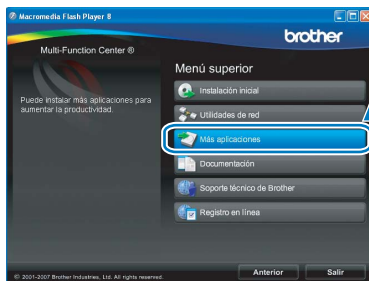 Macromedia Flash Player 8
brother
Multi-Function Center ®
Menú superior
Puede instalar más aplicaciones para
aumentar la productividad.
Instalación inicial
Utilidades de red
Más aplicaciones
Documentación
Soporte técnico de Brother
Registro en línea
© 2001-2007 Brother Industries, Ltd. All rights reserved.
Anterior
Salir